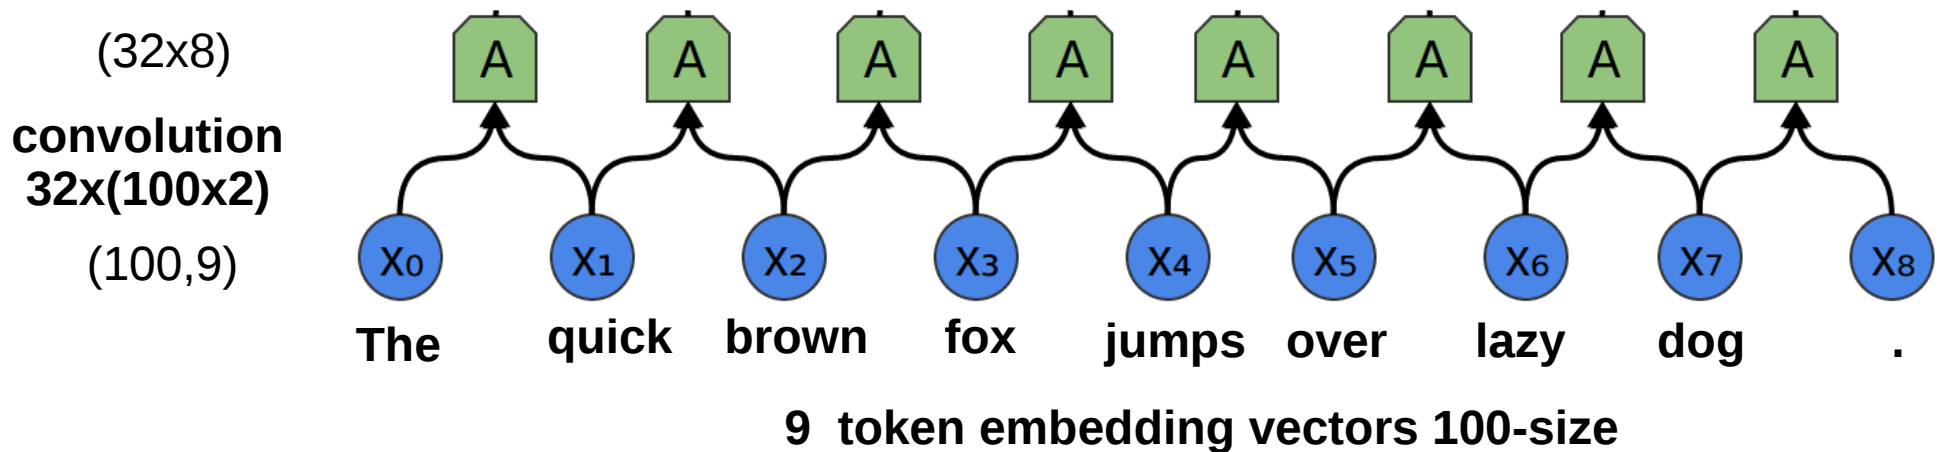 (32x8)
A A A A A A A A
convolution
32x(100x2)
(100,9)
X0 X1 X2 X3 X4 X5 X6 X7 X8
The quick brown fox jumps over lazy dog .
9 token embedding vectors 100-size